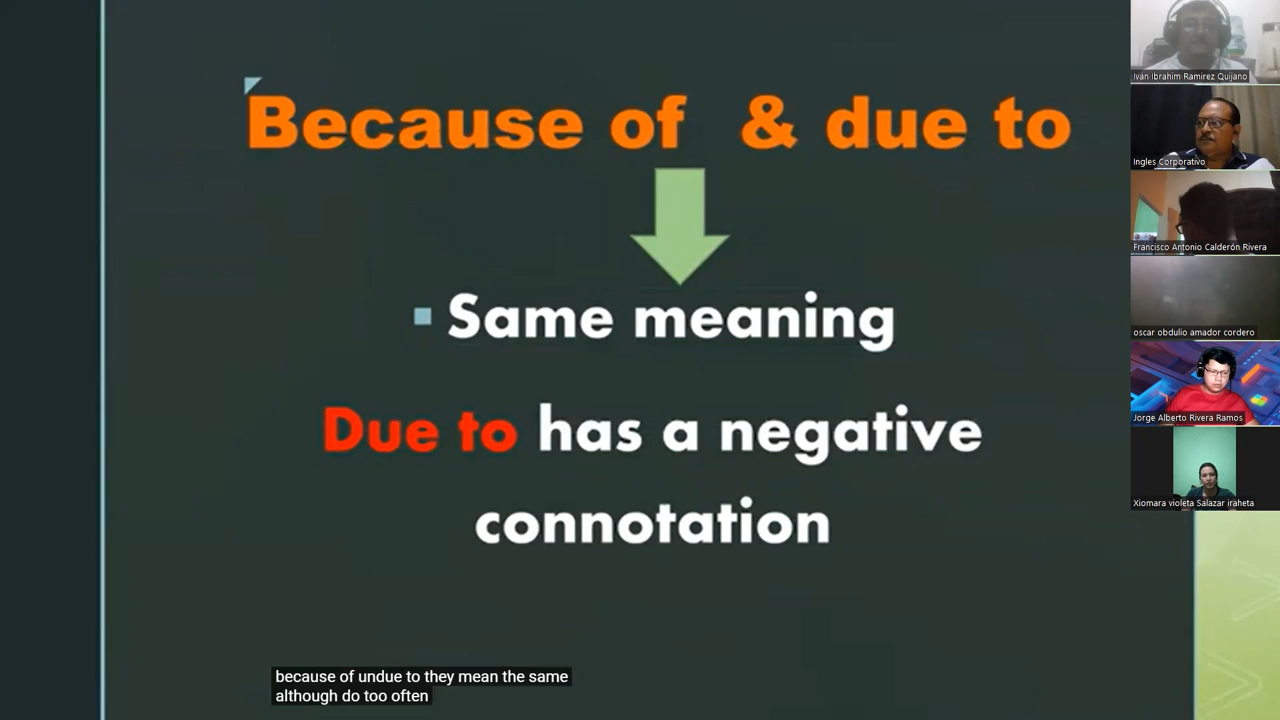 Because of & due to
Same meaning
Due to has a negative
connotation
because of undue to they mean the same
although do too often
Iván Ibrahim Ramirez Quijano
Ingles Corporativo
Francisco Antonio Calderón Rivera
oscar obdulio amador cordero
Jorge Alberto Rivera Ramos
Xiomara violeta Salazar iraheta